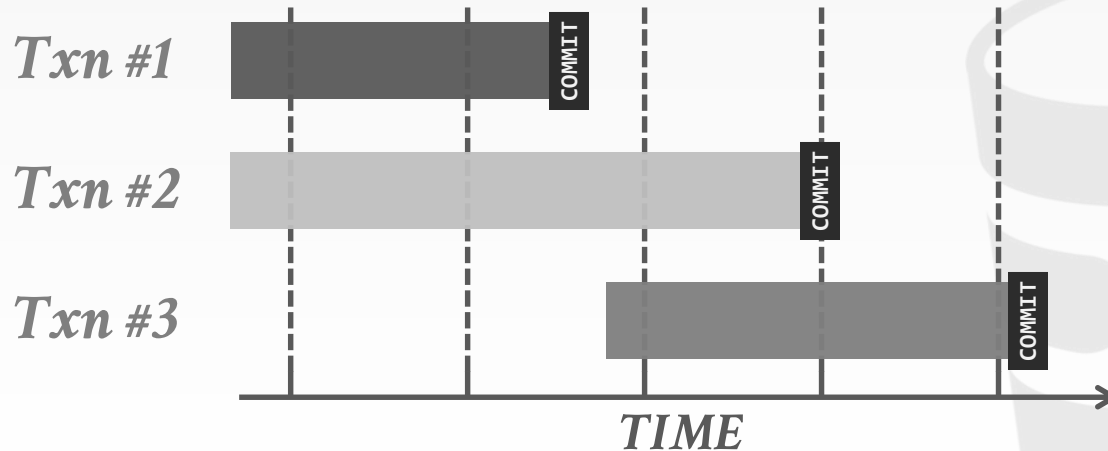 Txn #1
COMMIT
Txn #2
COMMIT
Txn #3
COMMIT
TIME